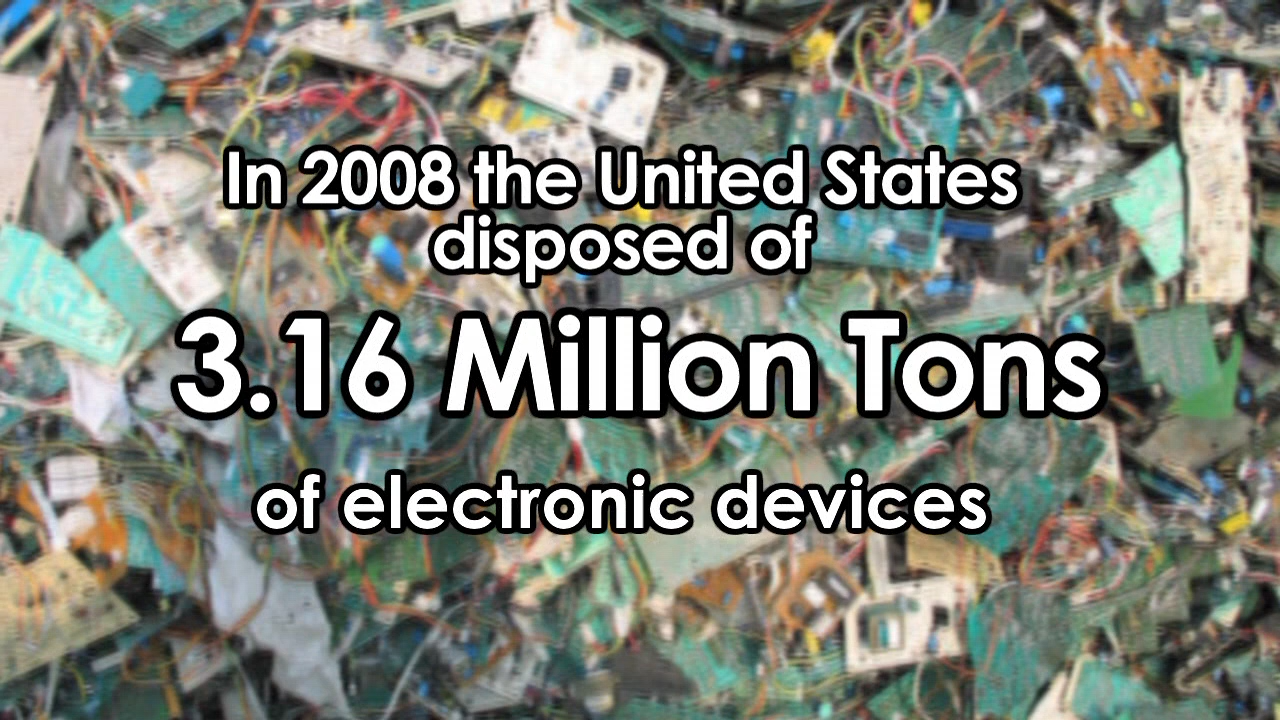 In 2008 the United States
disposed of
3.16 Million Tons
of electronic devices